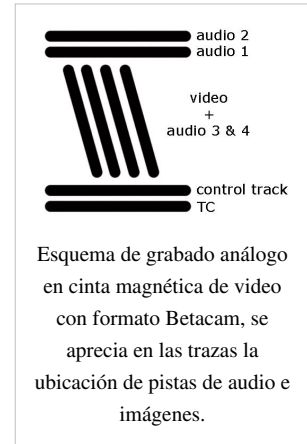 audio 2
audio 1
video
+
audio 3 & 4
control track
TC
Esquema de grabado análogo
en cinta magnética de video
con formato Betacam, se
aprecia en las trazas la
ubicación de pistas de audio e
imágenes.